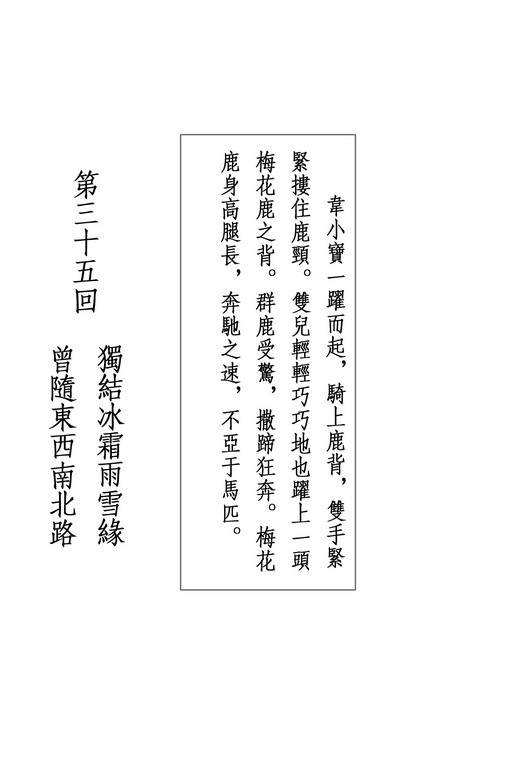 韋小寶一躍而起，騎上鹿背，雙手緊
緊摟住鹿頸。雙兒輕輕巧巧地也躍上一頭
梅花鹿之背。群鹿受驚，撒蹄狂奔。梅花
鹿身高腿長，奔馳之速，不亞于馬匹。
第三十五回
獨結冰霜雨雪緣
曾隨東西南北路